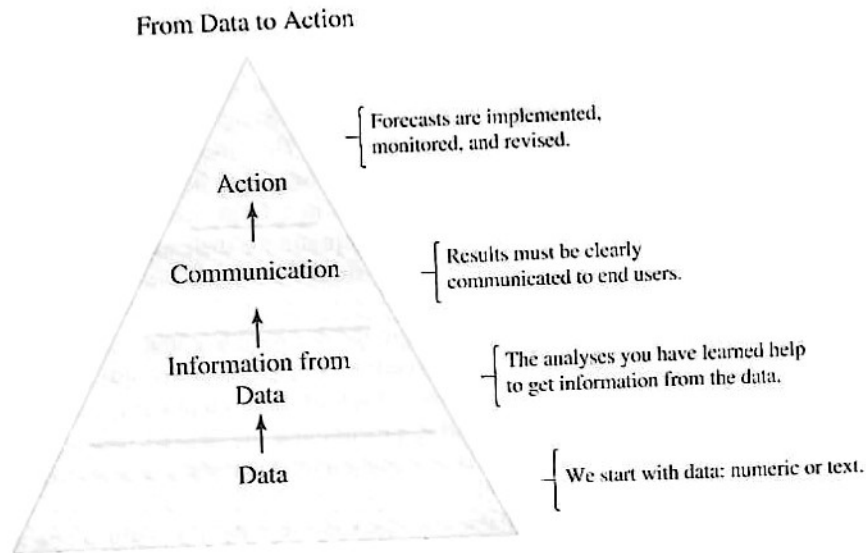 From Data to Action
Forecasts are implemented,
monitored, and revised.
Action
Results must be clearly
communicated to end users.
Communication
The analyses you have learned help
to get information from the data.
Information from
Data
We start with data: numeric or text.
Data